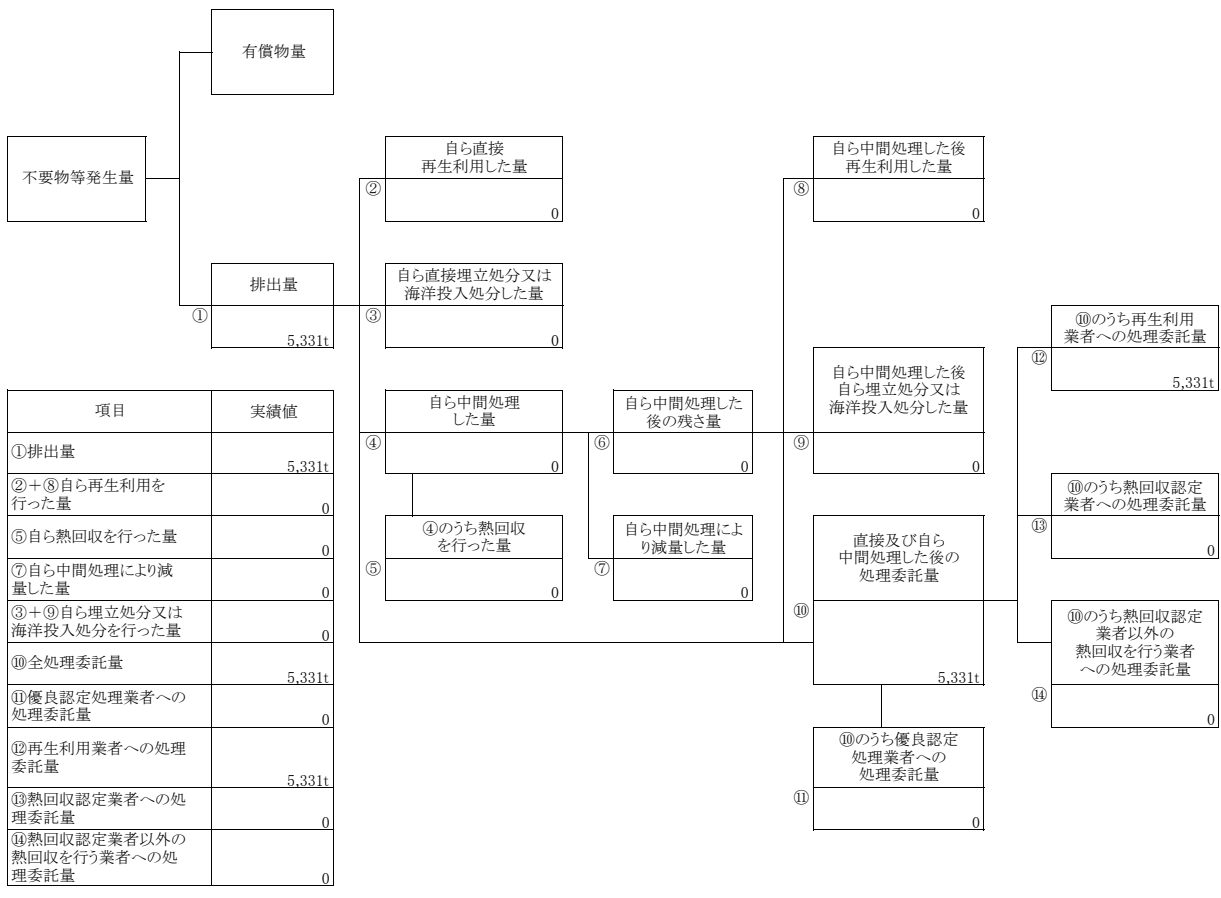 有償物量
不要物等発生量
排出量
①
5,331t
自ら直接
再生利用した量
②
0
自ら直接埋立処分又は
海洋投入処分した量
③
0
自ら中間処理
した量
④
0
④のうち熱回収
を行った量
⑤
0
自ら中間処理した
後の残さ量
⑥
0
自ら中間処理によ
り減量した量
⑦
0
自ら中間処理した後
再生利用した量
⑧
0
自ら中間処理した後
自ら埋立処分又は
海洋投入処分した量
⑨
0
直接及び自ら
中間処理した後の
処理委託量
⑩
5,331t
⑩のうち優良認定
処理業者への
処理委託量
⑪
0
⑩のうち再生利用
業者への処理委託量
⑫
5,331t
⑩のうち熱回収認定
業者への処理委託量
⑬
0
⑩のうち熱回収認定
業者以外の
熱回収を行う業者
への処理委託量
⑭
0
項目 実績値
①排出量
5,331t
②＋⑧自ら再生利用を
行った量
0
⑤自ら熱回収を行った量
0
⑦自ら中間処理により減
量した量
0
③＋⑨自ら埋立処分又は
海洋投入処分を行った量
0
⑩全処理委託量
5,331t
⑪優良認定処理業者への
処理委託量
0
⑫再生利用業者への処理
委託量
5,331t
⑬熱回収認定業者への処
理委託量
0
⑭熱回収認定業者以外の
熱回収を行う業者への処
理委託量
0